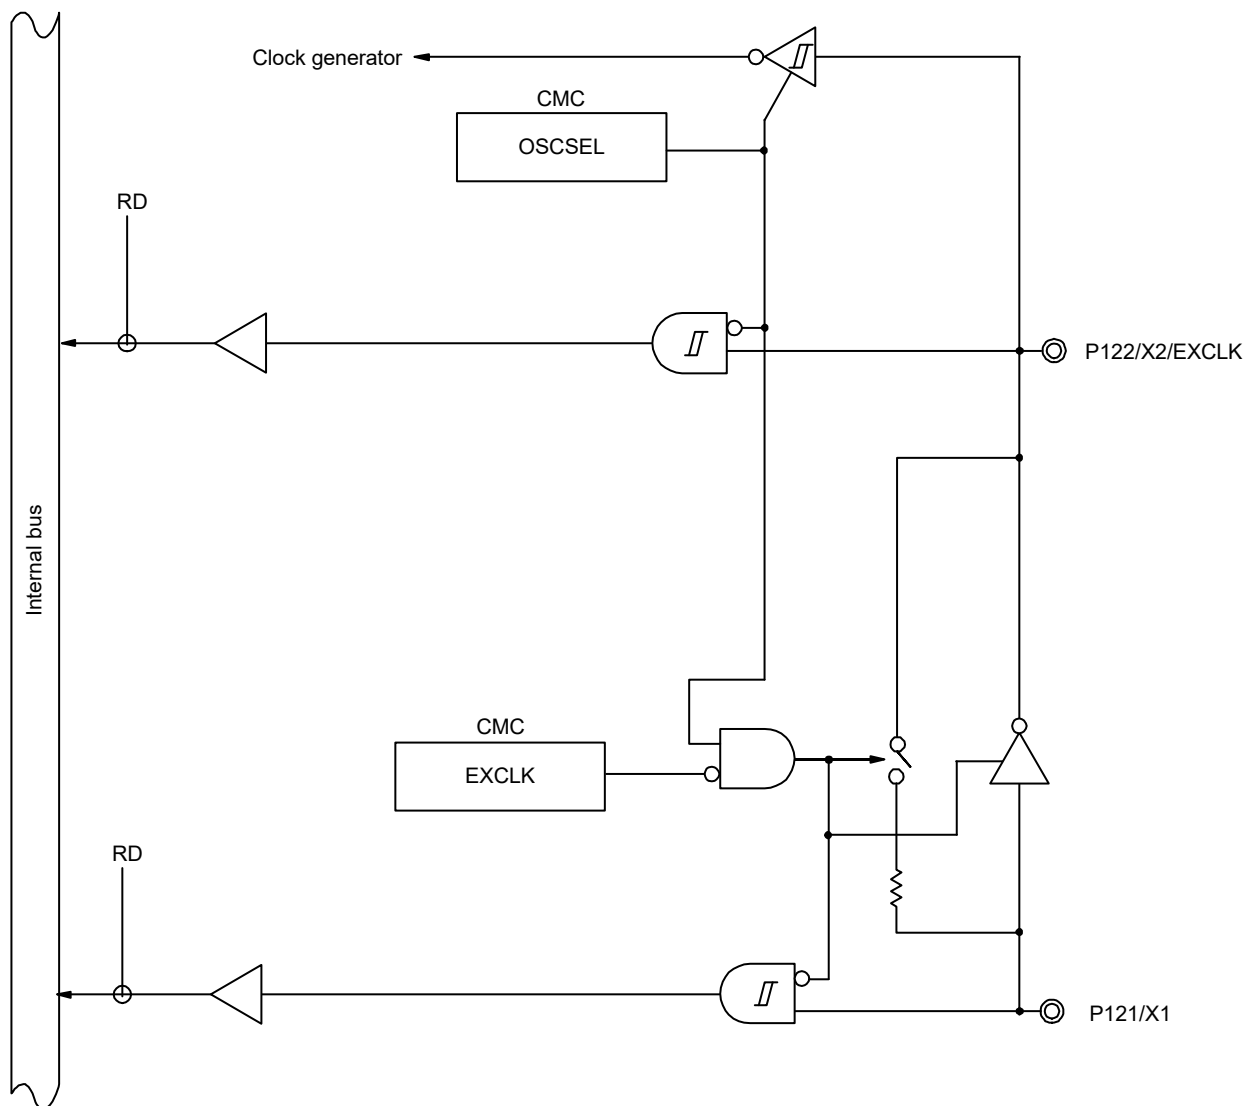 Clock generator
CMC
OSCSEL
RD
P122/X2/EXCLK
Internal bus
CMC
EXCLK
RD
P121/X1